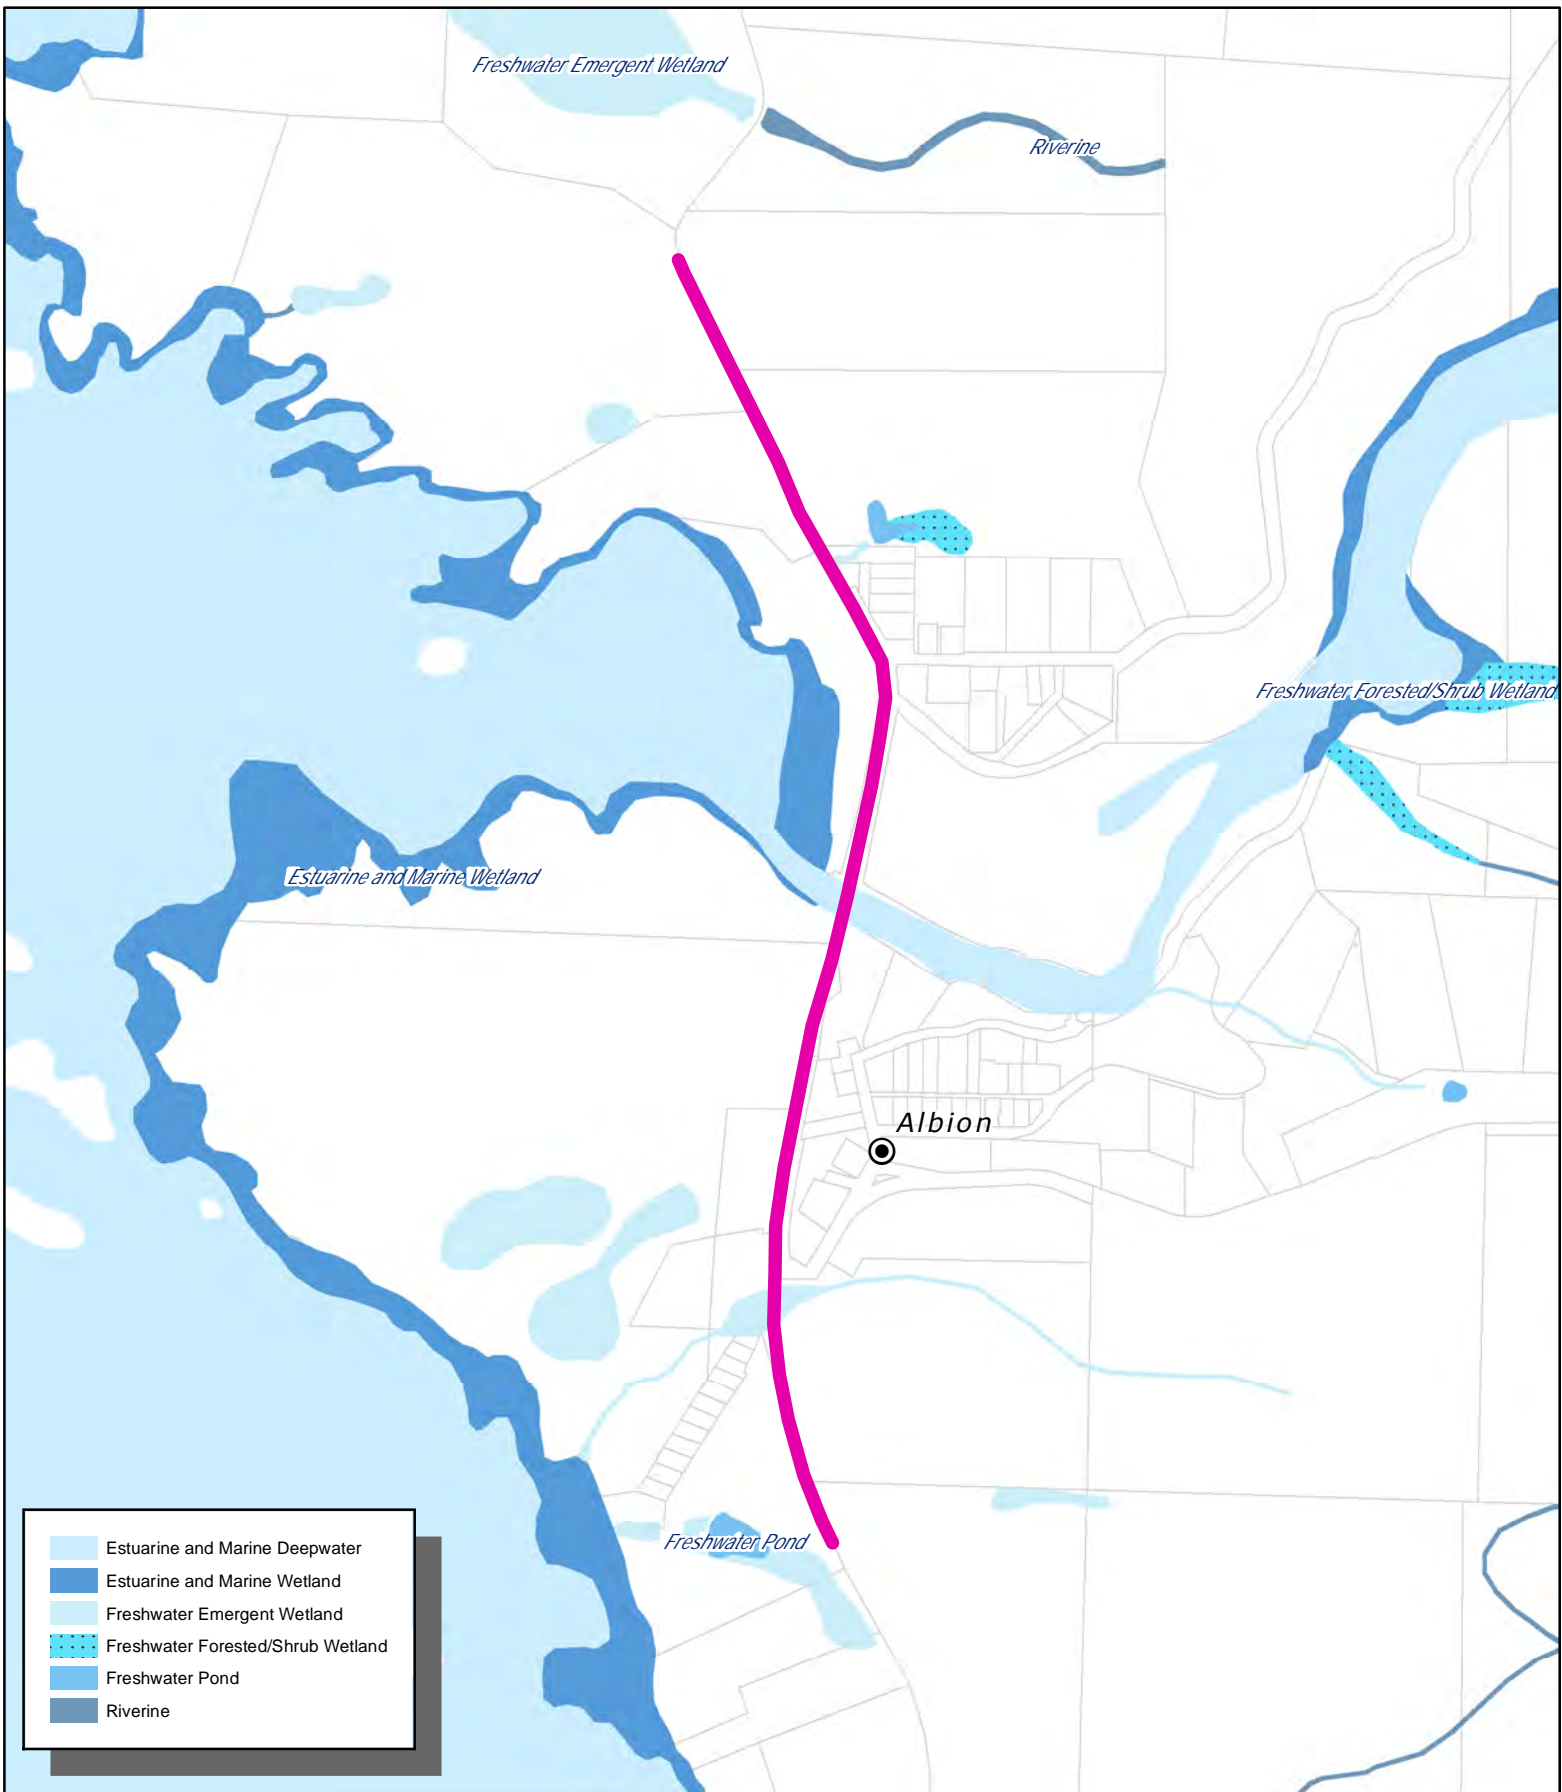 Freshwater Emergent Wetland
Riverine
Freshwater Forested/Shrub Wetland
Estuarine and Marine Wetland
Albion
Freshwater Pond
Estuarine and Marine Deepwater
Estuarine and Marine Wetland
Freshwater Emergent Wetland
Freshwater Forested/Shrub Wetland
Freshwater Pond
Riverine